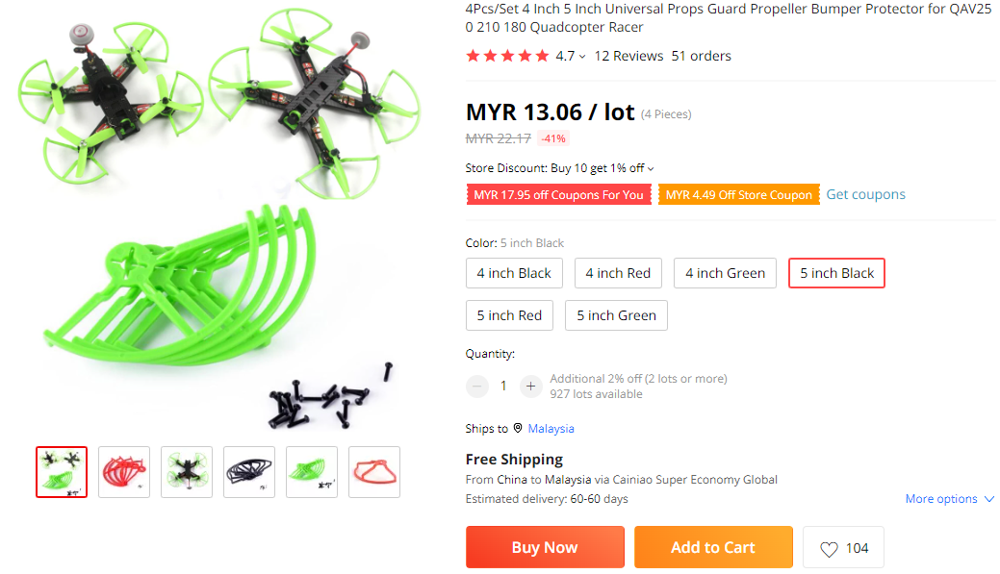 4Pcs/Set 4 Inch 5 Inch Universal Props Guard Propeller Bumper Protector for QAV25
0 210 180 Quadcopter Racer
4.7 12 Reviews 51 orders
MYR 13.06 / lot (4 Pieces)
MYR 22.17 -41%
Store Discount: Buy 10 get 1% off
MYR 17.95 off Coupons For You MYR 4.49 Off Store Coupon Get coupons
Color: 5 inch Black
4 inch Black 4 inch Red 4 inch Green 5 inch Black
5 inch Red 5 inch Green
Quantity:
1
Additional 2% off (2 lots or more)
927 lots available
Ships to Malaysia
Free Shipping
From China to Malaysia via Cainiao Super Economy Global
Estimated delivery: 60-60 days More options
Buy Now Add to Cart 104